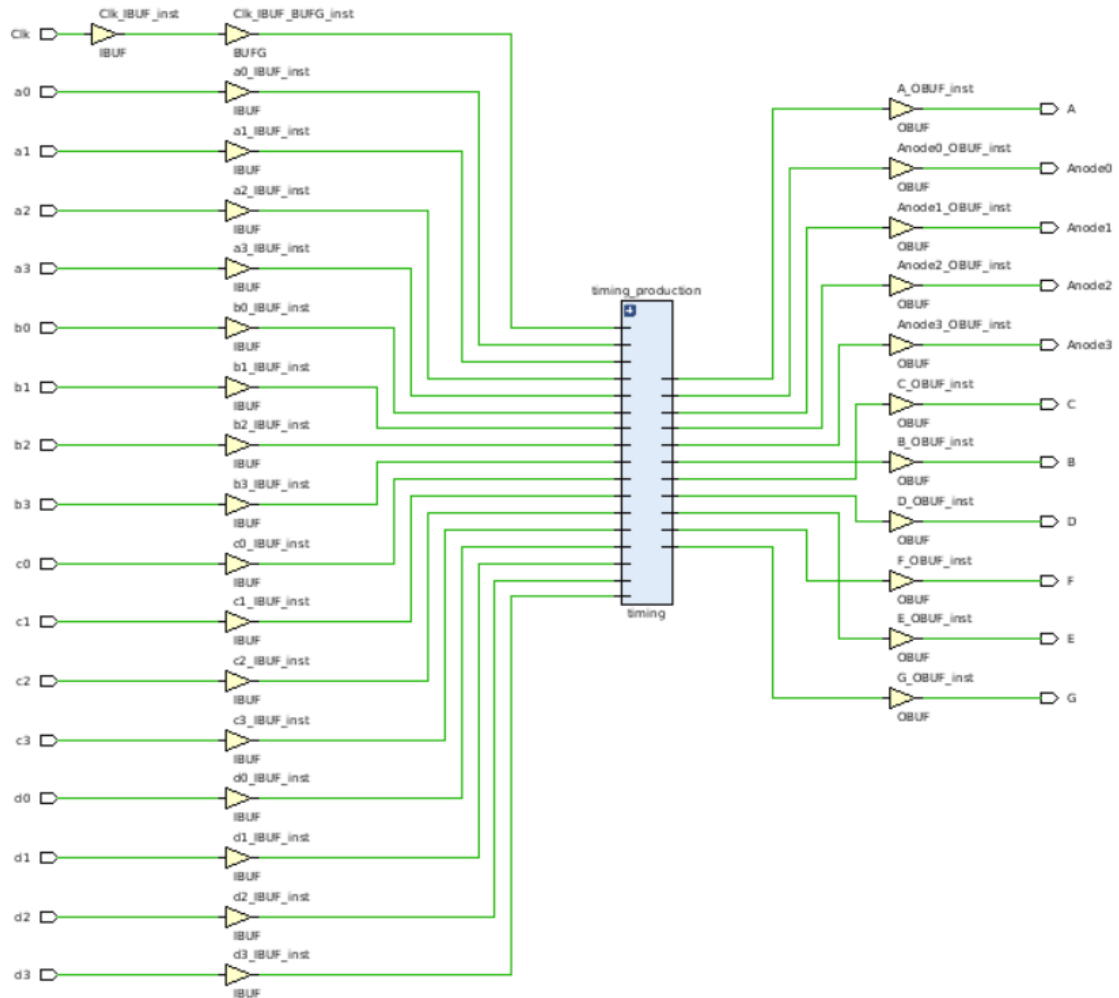 Clk_IBUF_inst
Clk_IBUF_BUFG_inst
Clk
IBUF
BUFG
a0_IBUF_inst
a0
IBUF
a1_IBUF_inst
a1
IBUF
a2_IBUF_inst
a2
IBUF
a3_IBUF_inst
a3
IBUF
b0_IBUF_inst
b0
IBUF
b1_IBUF_inst
b1
IBUF
b2_IBUF_inst
b2
IBUF
b3_IBUF_inst
b3
IBUF
c0_IBUF_inst
c0
IBUF
c1_IBUF_inst
c1
IBUF
c2_IBUF_inst
c2
IBUF
c3_IBUF_inst
c3
IBUF
d0_IBUF_inst
d0
IBUF
d1_IBUF_inst
d1
IBUF
d2_IBUF_inst
d2
IBUF
d3_IBUF_inst
d3
IBUF
timing_production
timing
A_OBUF_inst
A
OBUF
Anode0_OBUF_inst
Anode0
OBUF
Anode1_OBUF_inst
Anode1
OBUF
Anode2_OBUF_inst
Anode2
OBUF
Anode3_OBUF_inst
Anode3
OBUF
C_OBUF_inst
C
OBUF
B_OBUF_inst
B
OBUF
D_OBUF_inst
D
OBUF
F_OBUF_inst
F
OBUF
E_OBUF_inst
E
OBUF
G_OBUF_inst
G
OBUF